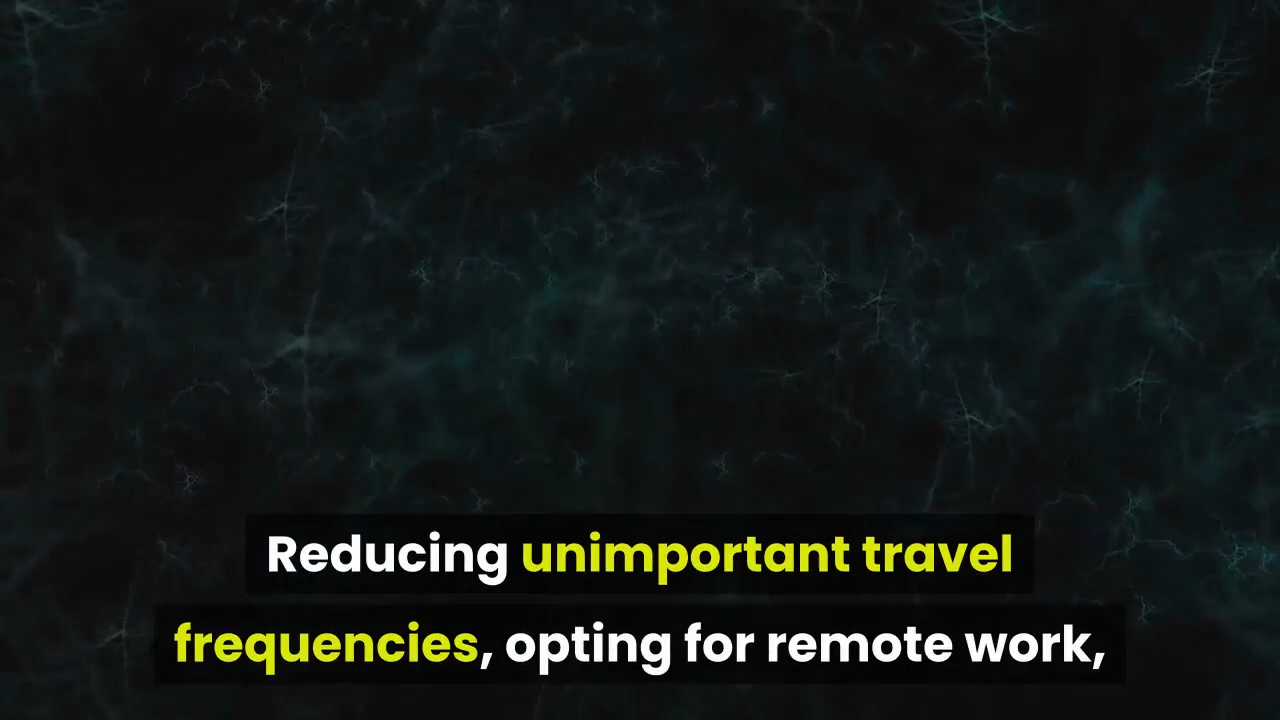 Reducing unimportant travel
frequencies, opting for remote work,